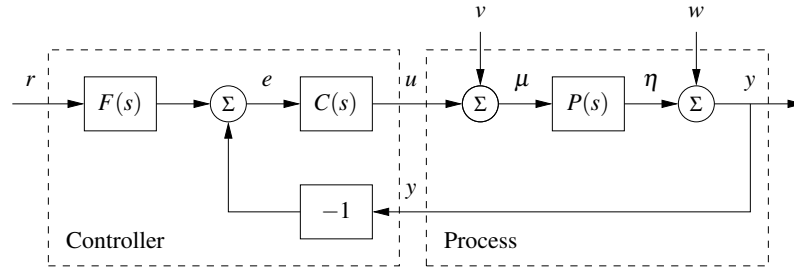 v w
r F(s) Σ e C(s) u Σ μ P(s) η Σ y
−1 y
Controller Process